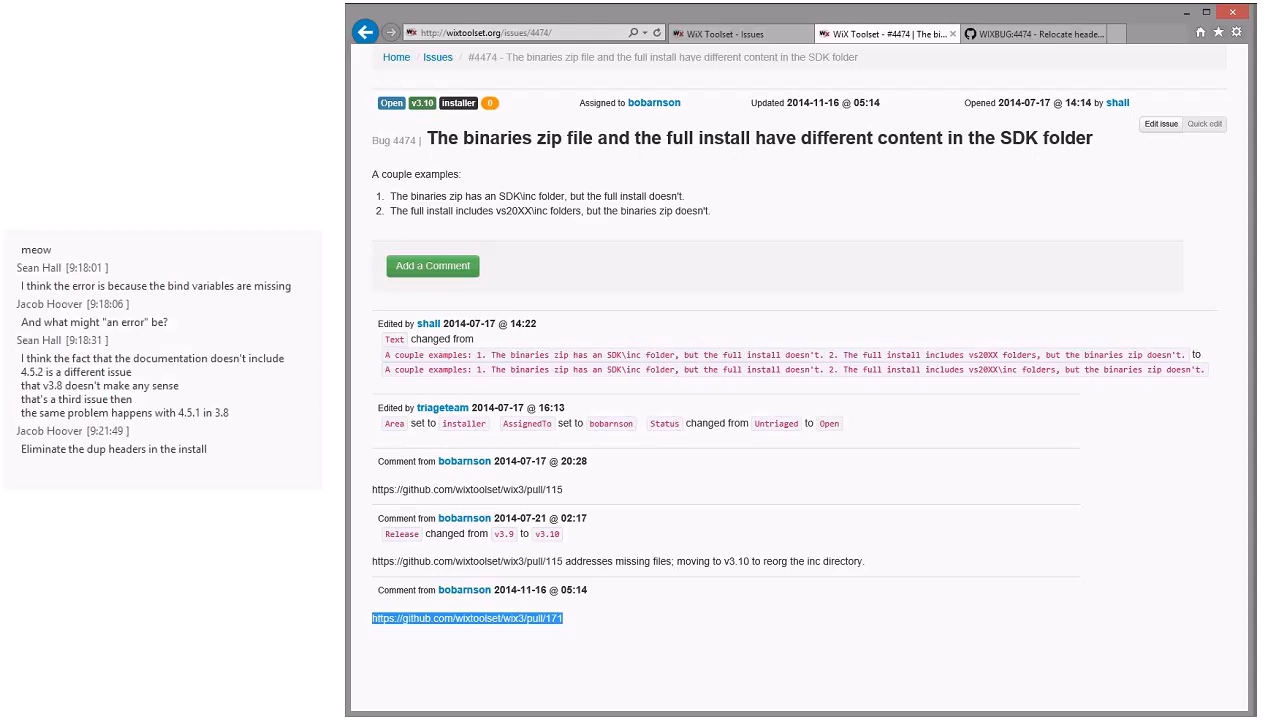 meow
Sean Hall [9:18:01 ]
I think the error is because the bind variables are missing
Jacob Hoover [9:18:06 ]
And what might "an error" be?
Sean Hall [9:18:31 ]
I think the fact that the documentation doesn't include
4.5.2 is a different issue
that v3.8 doesn't make any sense
that's a third issue then
the same problem happens with 4.5.1 in 3.8
Jacob Hoover [9:21:49 ]
Eliminate the dup headers in the install
http://wixtoolset.org/issues/4474/
WiX Toolset - Issues
WiX Toolset - #4474 | The bi...
WIXBUG:4474 - Relocate heade...
Home / Issues / #4474 - The binaries zip file and the full install have different content in the SDK folder
Open v3.10 installer 0 Assigned to bobarnson Updated 2014-11-16 @ 05:14 Opened 2014-07-17 @ 14:14 by shall
Edit issue Quick edit
Bug 4474 | The binaries zip file and the full install have different content in the SDK folder
A couple examples:
1. The binaries zip has an SDK\inc folder, but the full install doesn't.
2. The full install includes vs20XX\inc folders, but the binaries zip doesn't.
Add a Comment
Edited by shall 2014-07-17 @ 14:22
Text changed from
A couple examples: 1. The binaries zip has an SDK\inc folder, but the full install doesn't. 2. The full install includes vs20XX folders, but the binaries zip doesn't. to
A couple examples: 1. The binaries zip has an SDK\inc folder, but the full install doesn't. 2. The full install includes vs20XX\inc folders, but the binaries zip doesn't.
Edited by triageteam 2014-07-17 @ 16:13
Area set to installer AssignedTo set to bobarnson Status changed from Untriaged to Open
Comment from bobarnson 2014-07-17 @ 20:28
https://github.com/wixtoolset/wix3/pull/115
Comment from bobarnson 2014-07-21 @ 02:17
Release changed from v3.9 to v3.10
https://github.com/wixtoolset/wix3/pull/115 addresses missing files; moving to v3.10 to reorg the inc directory.
Comment from bobarnson 2014-11-16 @ 05:14
https://github.com/wixtoolset/wix3/pull/171